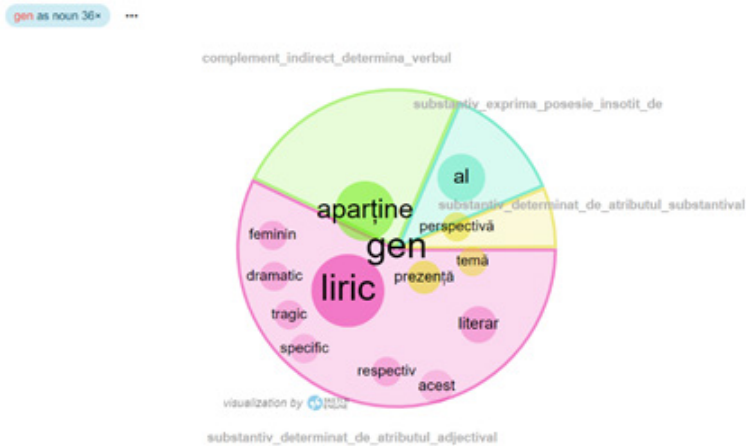 gen as noun 36×
complement_indirect_determina_verbul
substantiv_exprima_posesie_insotit_de
al
substantiv_determinat_de_atributul_substantival
aparține
perspectivă
gen
feminin
temă
dramatic
prezență
liric
tragic
literar
specific
respectiv
acest
visualization by
substantiv_determinat_de_atributul_adjectival